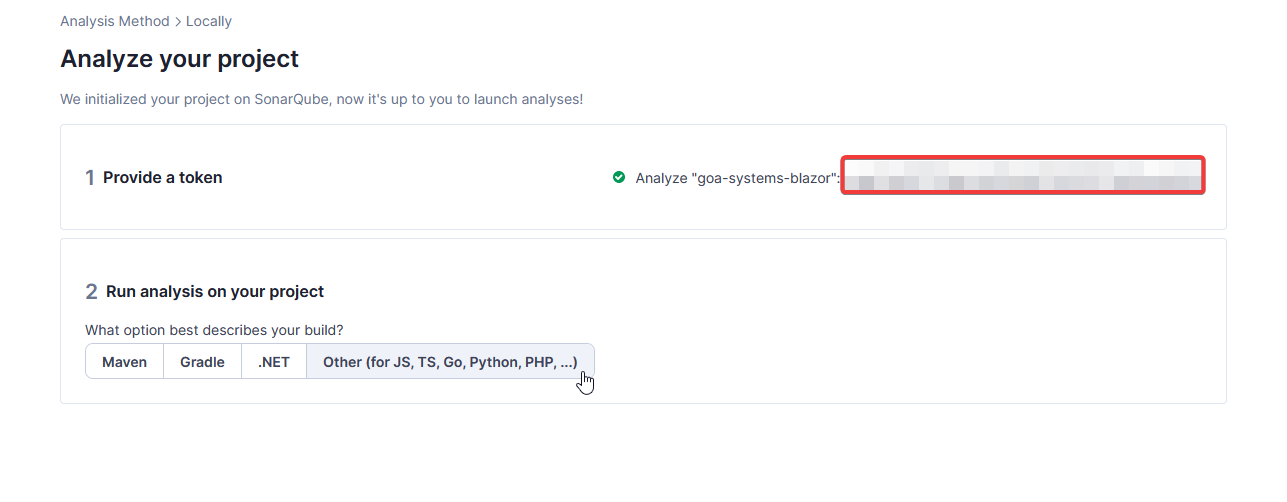 Analysis Method > Locally
Analyze your project
We initialized your project on SonarQube, now it's up to you to launch analyses!
1 Provide a token
Analyze "goa-systems-blazor":
2 Run analysis on your project
What option best describes your build?
Maven Gradle .NET Other (for JS, TS, Go, Python, PHP, ...)